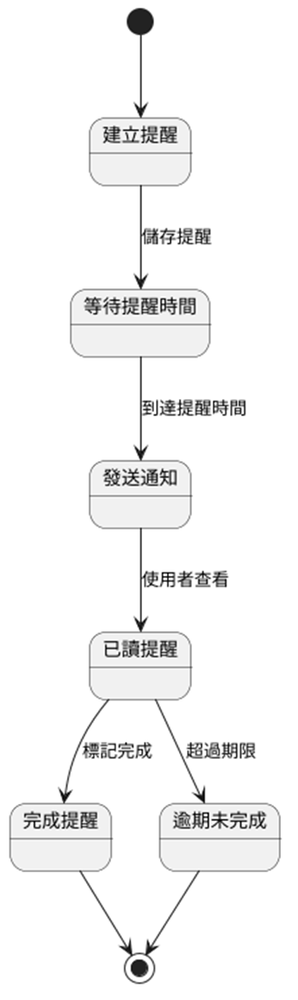 建立提醒
儲存提醒
等待提醒時間
到達提醒時間
發送通知
使用者查看
已讀提醒
標記完成
超過期限
完成提醒
逾期未完成